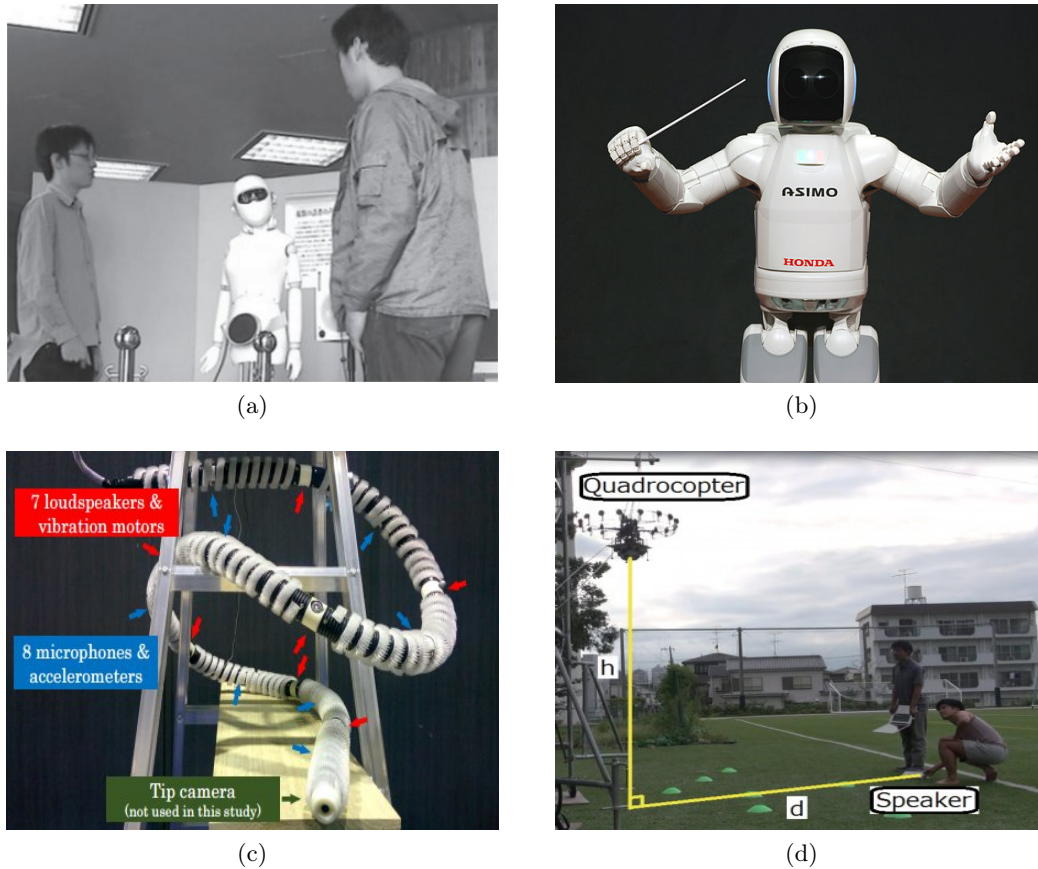 (a)
ASIMO
HONDA
(b)
7 loudspeakers &
vibration motors
8 microphones &
accelerometers
Tip camera
(not used in this study)
(c)
Quadrocopter
h
d
Speaker
(d)